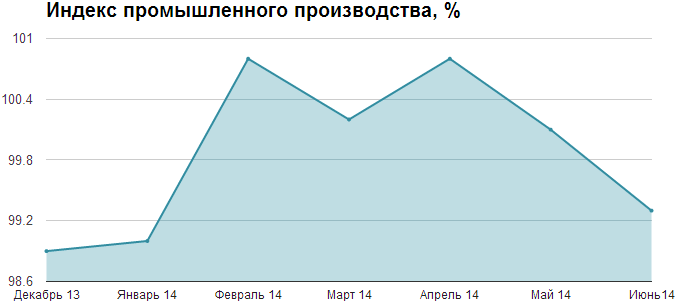 Индекс промышленного производства, %
101
100.4
99.8
99.2
98.6
Декабрь 13 Январь 14 Февраль 14 Март 14 Апрель 14 Май 14 Июнь14